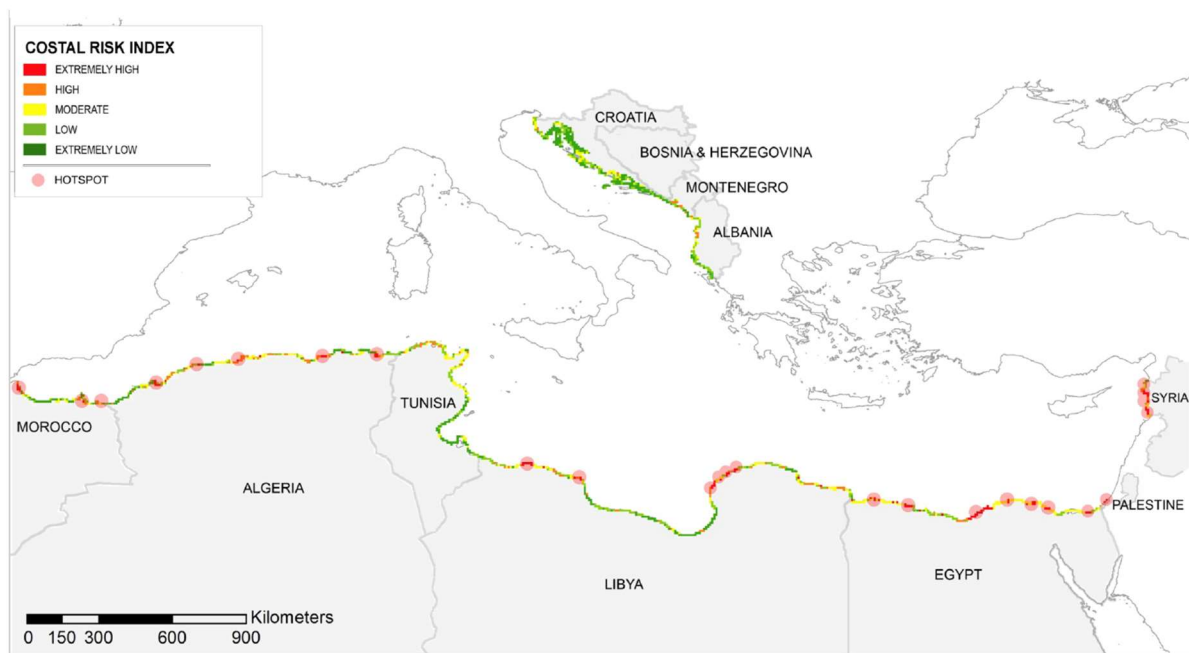 COSTAL RISK INDEX
EXTREMELY HIGH
HIGH
MODERATE
LOW
EXTREMELY LOW
HOTSPOT
CROATIA
BOSNIA & HERZEGOVINA
MONTENEGRO
ALBANIA
TUNISIA
SYRIA
MOROCCO
ALGERIA
PALESTINE
LIBYA
EGYPT
Kilometers
0 150 300 600 900